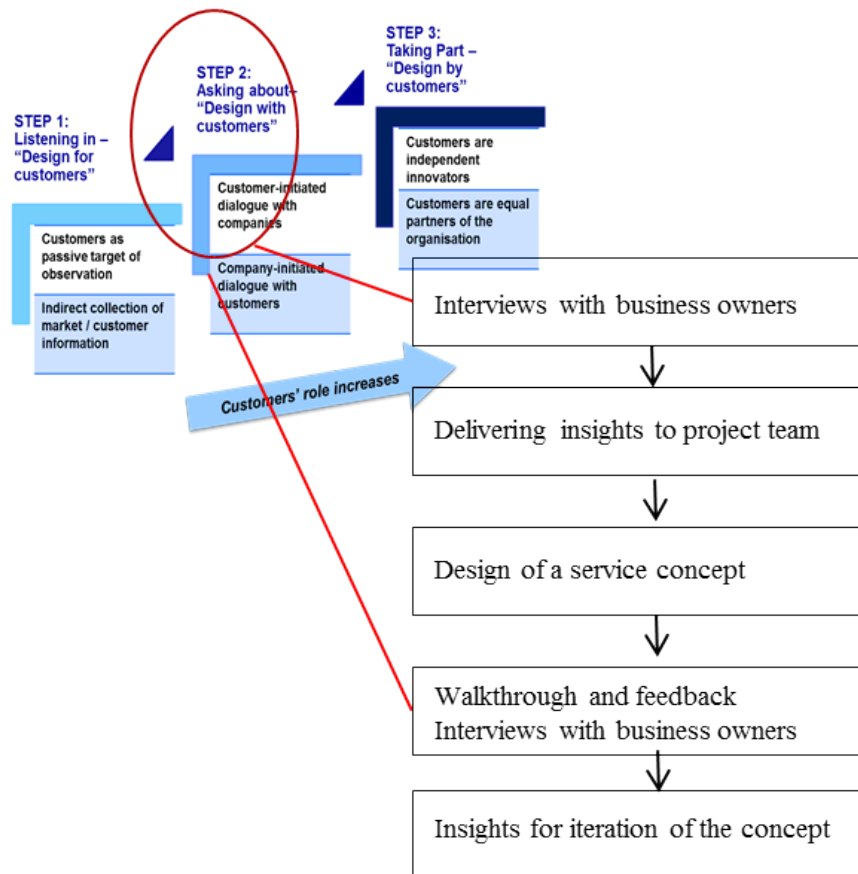 STEP 1:
Listening in –
“Design for
customers”
Customers as
passive target of
observation
Indirect collection of
market / customer
information
STEP 2:
Asking about–
“Design with
customers”
Customer-initiated
dialogue with
companies
Company-initiated
dialogue with
customers
STEP 3:
Taking Part –
“Design by
customers”
Customers are
independent
innovators
Customers are equal
partners of the
organisation
Customers’ role increases
Interviews with business owners
Delivering insights to project team
Design of a service concept
Walkthrough and feedback
Interviews with business owners
Insights for iteration of the concept